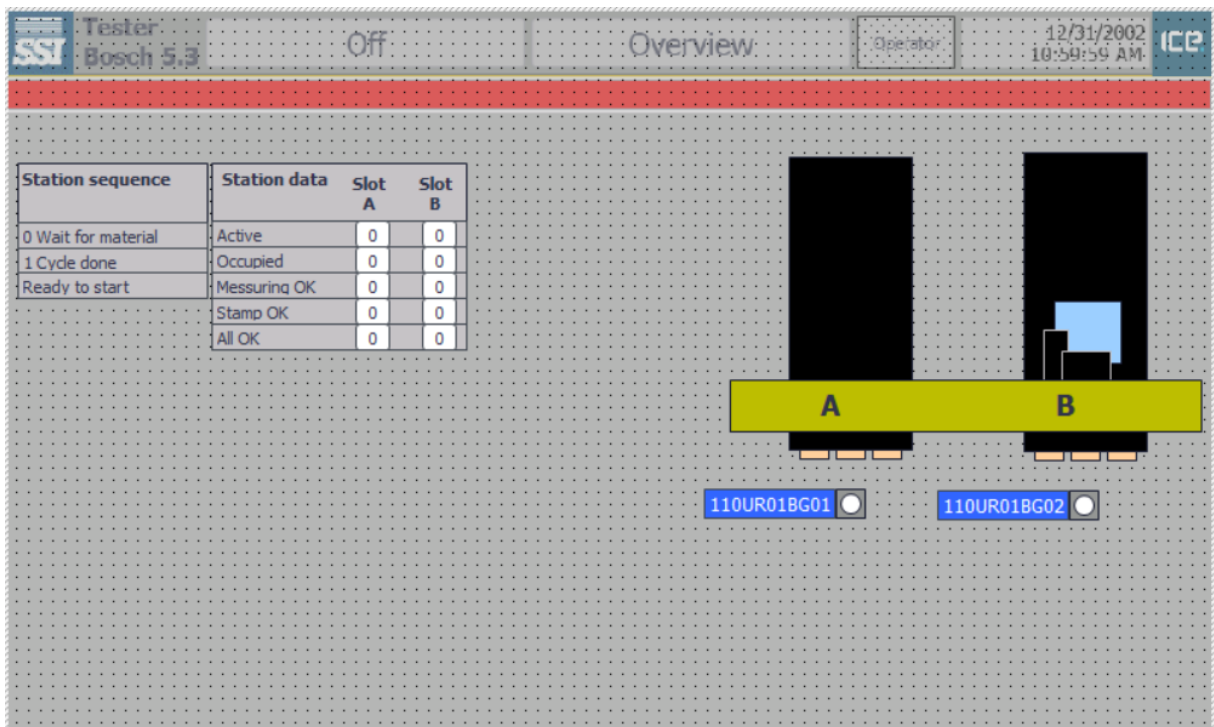 SSI
Tester
Bosch 5.3
Off
Overview
Operator
12/31/2002
10:59:59 AM
ICE
Station sequence
0 Wait for material
1 Cycle done
Ready to start
Station data Slot A Slot B
Active 0 0
Occupied 0 0
Messuring OK 0 0
Stamp OK 0 0
All OK 0 0
A B
110UR01BG01 110UR01BG02